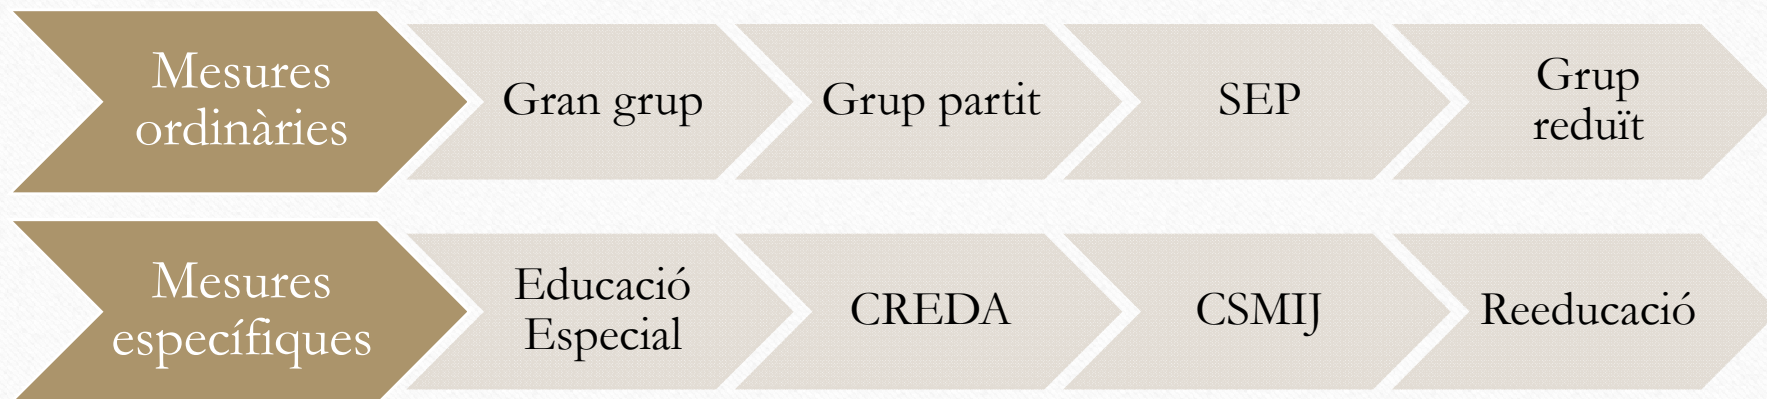 Mesures
ordinàries
Gran grup
Grup partit
SEP
Grup
reduït
Mesures
específiques
Educació
Especial
CREDA
CSMIJ
Reeducació